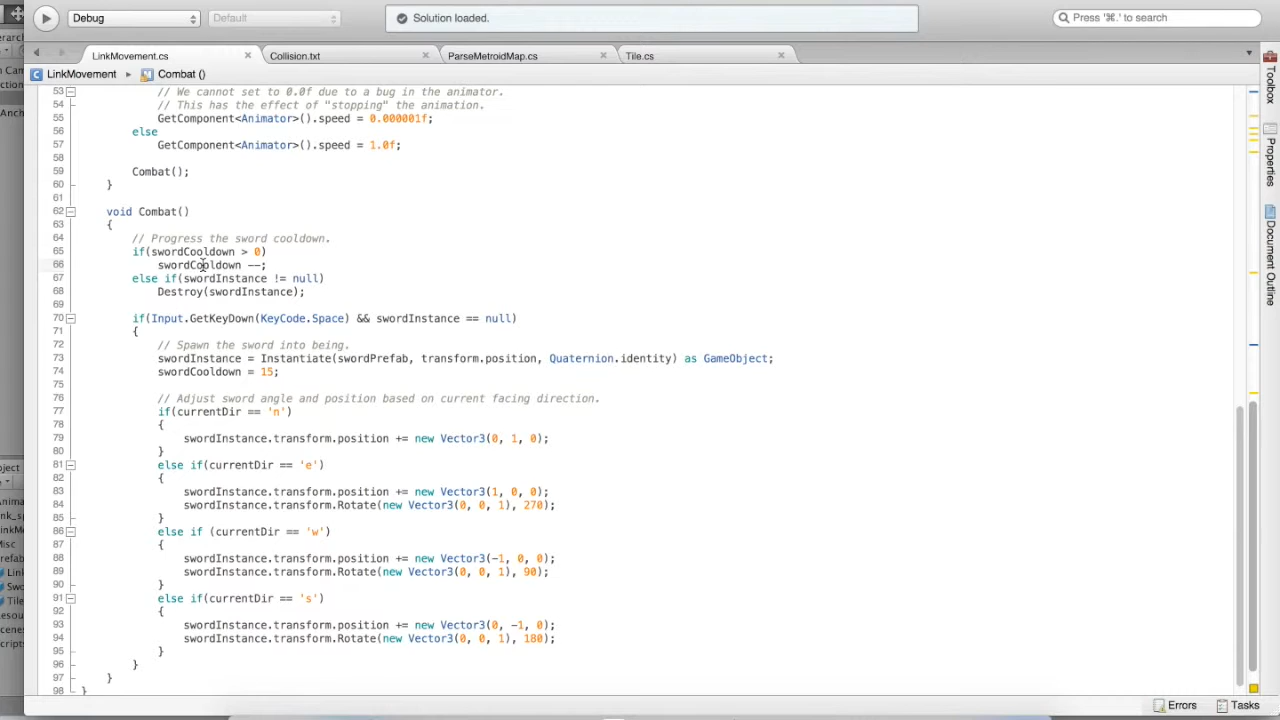 Debug
Default
Solution loaded.
Press '⌘.' to search
LinkMovement.cs
Collision.txt
ParseMetroidMap.cs
Tile.cs
LinkMovement
Combat ()
53 // We cannot set to 0.0f due to a bug in the animator.
54 // This has the effect of "stopping" the animation.
55 GetComponent<Animator>().speed = 0.000001f;
56 else
57 GetComponent<Animator>().speed = 1.0f;
58
59 Combat();
60 }
61
62 void Combat()
63 {
64 // Progress the sword cooldown.
65 if(swordCooldown > 0)
66 swordCooldown --;
67 else if(swordInstance != null)
68 Destroy(swordInstance);
69
70 if(Input.GetKeyDown(KeyCode.Space) && swordInstance == null)
71 {
72 // Spawn the sword into being.
73 swordInstance = Instantiate(swordPrefab, transform.position, Quaternion.identity) as GameObject;
74 swordCooldown = 15;
75
76 // Adjust sword angle and position based on current facing direction.
77 if(currentDir == 'n')
78 {
79 swordInstance.transform.position += new Vector3(0, 1, 0);
80 }
81 else if(currentDir == 'e')
82 {
83 swordInstance.transform.position += new Vector3(1, 0, 0);
84 swordInstance.transform.Rotate(new Vector3(0, 0, 1), 270);
85 }
86 else if (currentDir == 'w')
87 {
88 swordInstance.transform.position += new Vector3(-1, 0, 0);
89 swordInstance.transform.Rotate(new Vector3(0, 0, 1), 90);
90 }
91 else if(currentDir == 's')
92 {
93 swordInstance.transform.position += new Vector3(0, -1, 0);
94 swordInstance.transform.Rotate(new Vector3(0, 0, 1), 180);
95 }
96 }
97 }
98 }
Toolbox
Properties
Document Outline
Errors
Tasks